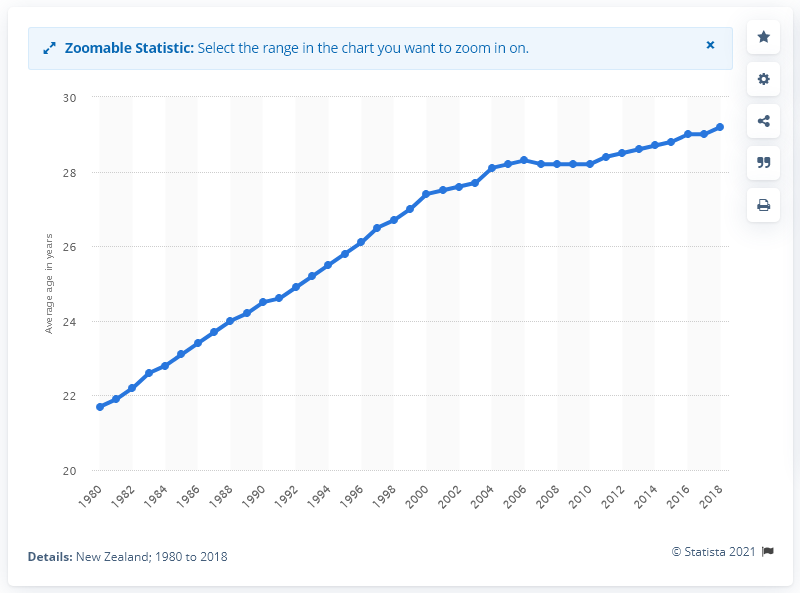 Zoomable Statistic: Select the range in the chart you want to zoom in on.
30
28
26
24
22
20
Average age in years
1980 1982 1984 1986 1988 1990 1992 1994 1996 1998 2000 2002 2004 2006 2008 2010 2012 2014 2016 2018
© Statista 2021
Details: New Zealand; 1980 to 2018